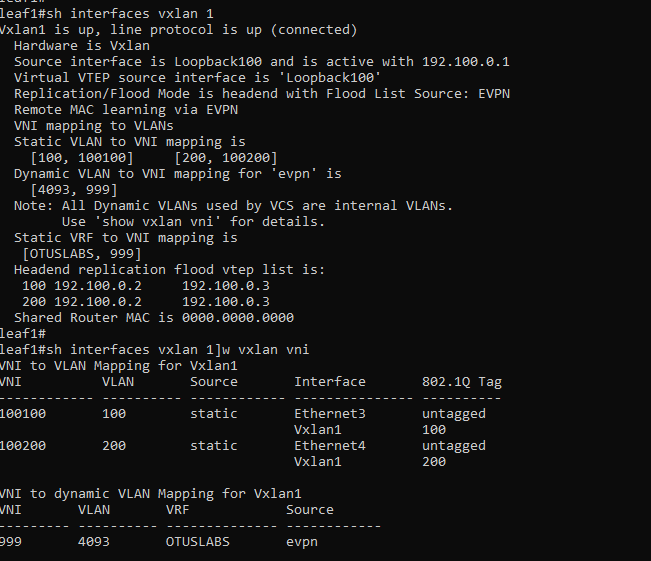 leaf1#
leaf1#sh interfaces vxlan 1
Vxlan1 is up, line protocol is up (connected)
  Hardware is Vxlan
  Source interface is Loopback100 and is active with 192.100.0.1
  Virtual VTEP source interface is 'Loopback100'
  Replication/Flood Mode is headend with Flood List Source: EVPN
  Remote MAC learning via EVPN
  VNI mapping to VLANs
  Static VLAN to VNI mapping is
    [100, 100100]     [200, 100200]
  Dynamic VLAN to VNI mapping for 'evpn' is
    [4093, 999]
  Note: All Dynamic VLANs used by VCS are internal VLANs.
        Use 'show vxlan vni' for details.
  Static VRF to VNI mapping is
   [OTUSLABS, 999]
  Headend replication flood vtep list is:
   100 192.100.0.2     192.100.0.3
   200 192.100.0.2     192.100.0.3
  Shared Router MAC is 0000.0000.0000
leaf1#
leaf1#sh interfaces vxlan 1]w vxlan vni
VNI to VLAN Mapping for Vxlan1
VNI          VLAN       Source       Interface       802.1Q Tag
------------ ---------- ------------ --------------- ----------
100100       100        static       Ethernet3       untagged
                                     Vxlan1          100
100200       200        static       Ethernet4       untagged
                                     Vxlan1          200

VNI to dynamic VLAN Mapping for Vxlan1
VNI       VLAN       VRF            Source
--------- ---------- -------------- ------------
999       4093       OTUSLABS       evpn